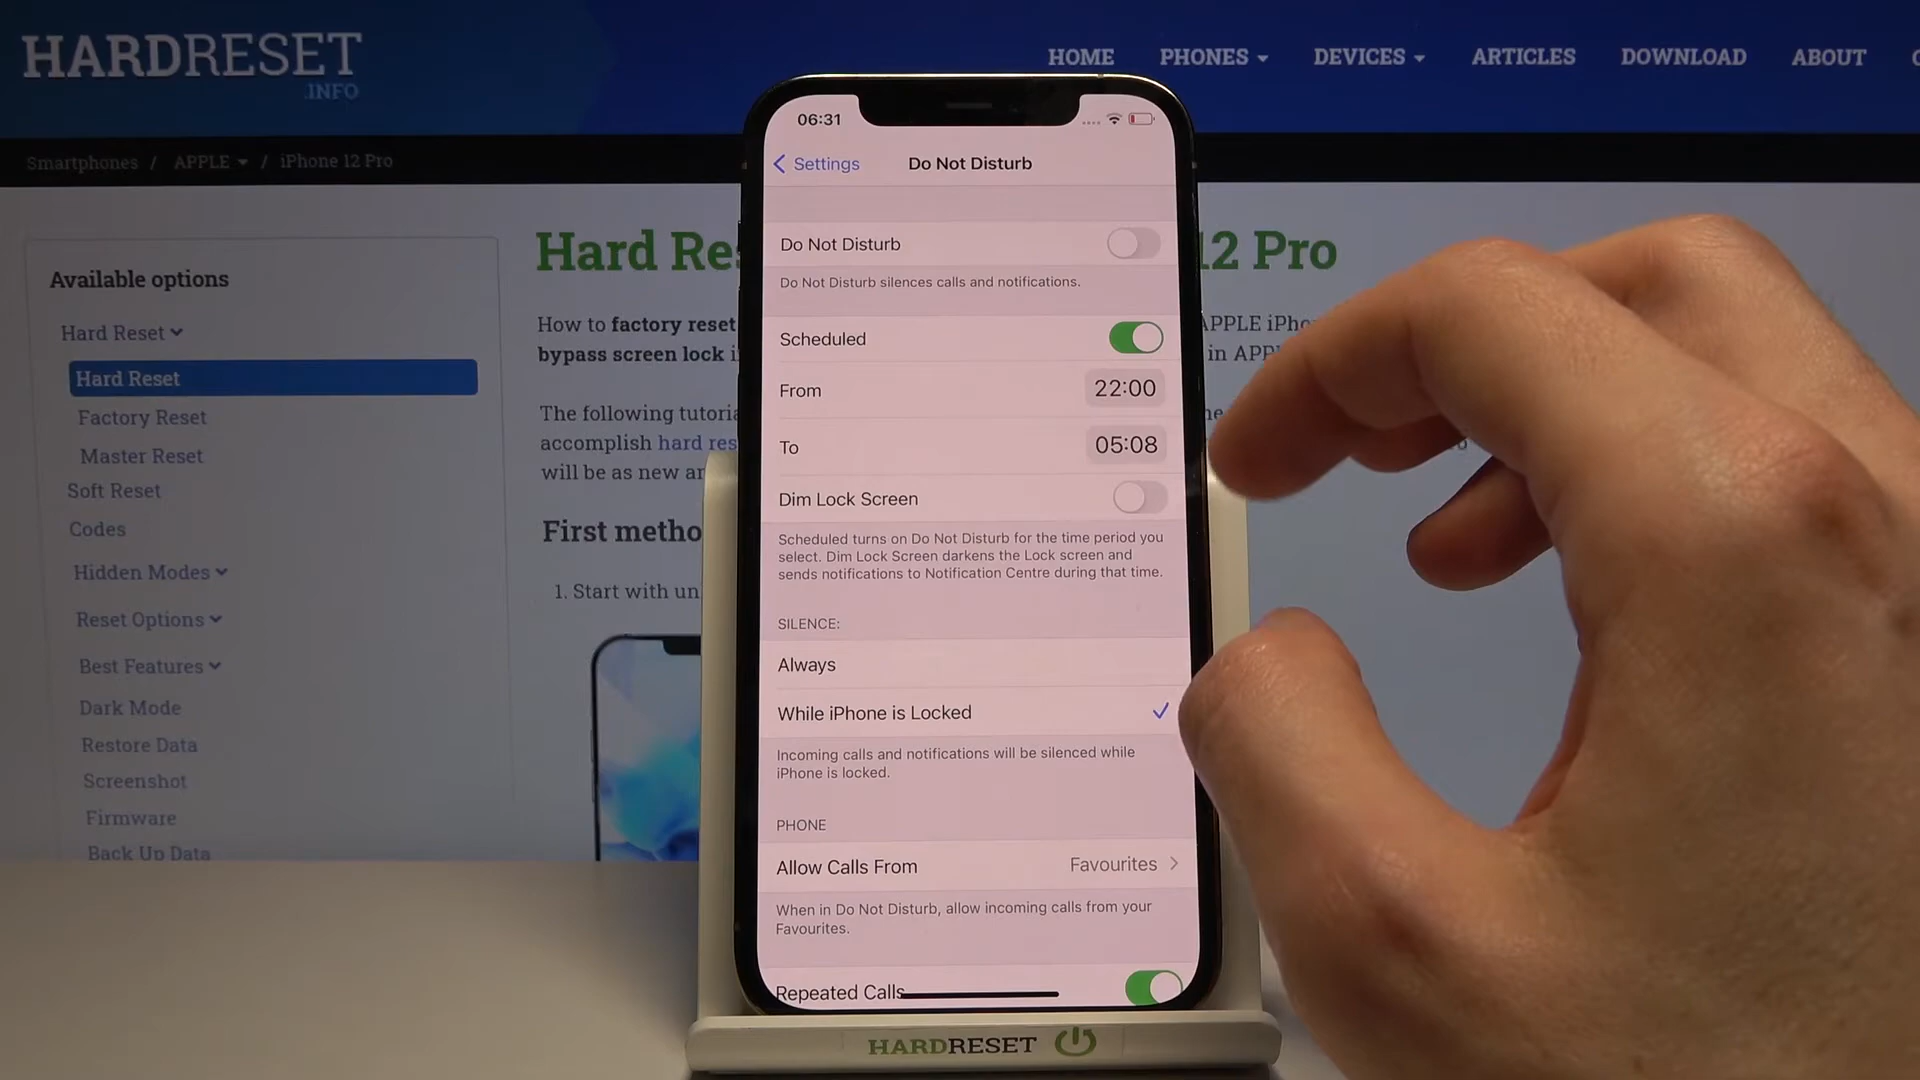 HARDRESET
.INFO
HOME PHONES DEVICES ARTICLES DOWNLOAD ABOUT
Smartphones / APPLE / iPhone 12 Pro
Available options
Hard Reset
Hard Reset
Factory Reset
Master Reset
Soft Reset
Codes
Hidden Modes
Reset Options
Best Features
Dark Mode
Restore Data
Screenshot
Firmware
Back Up Data
Hard Re 12 Pro
How to factory reset APPLE iPho
bypass screen lock in APP
The following tutoria
accomplish hard res
will be as new an
First metho
1. Start with un
06:31
Settings Do Not Disturb
Do Not Disturb
Do Not Disturb silences calls and notifications.
Scheduled
From 22:00
To 05:08
Dim Lock Screen
Scheduled turns on Do Not Disturb for the time period you
select. Dim Lock Screen darkens the Lock screen and
sends notifications to Notification Centre during that time.
SILENCE:
Always
While iPhone is Locked
Incoming calls and notifications will be silenced while
iPhone is locked.
PHONE
Allow Calls From Favourites
When in Do Not Disturb, allow incoming calls from your
Favourites.
Repeated Calls
HARDRESET